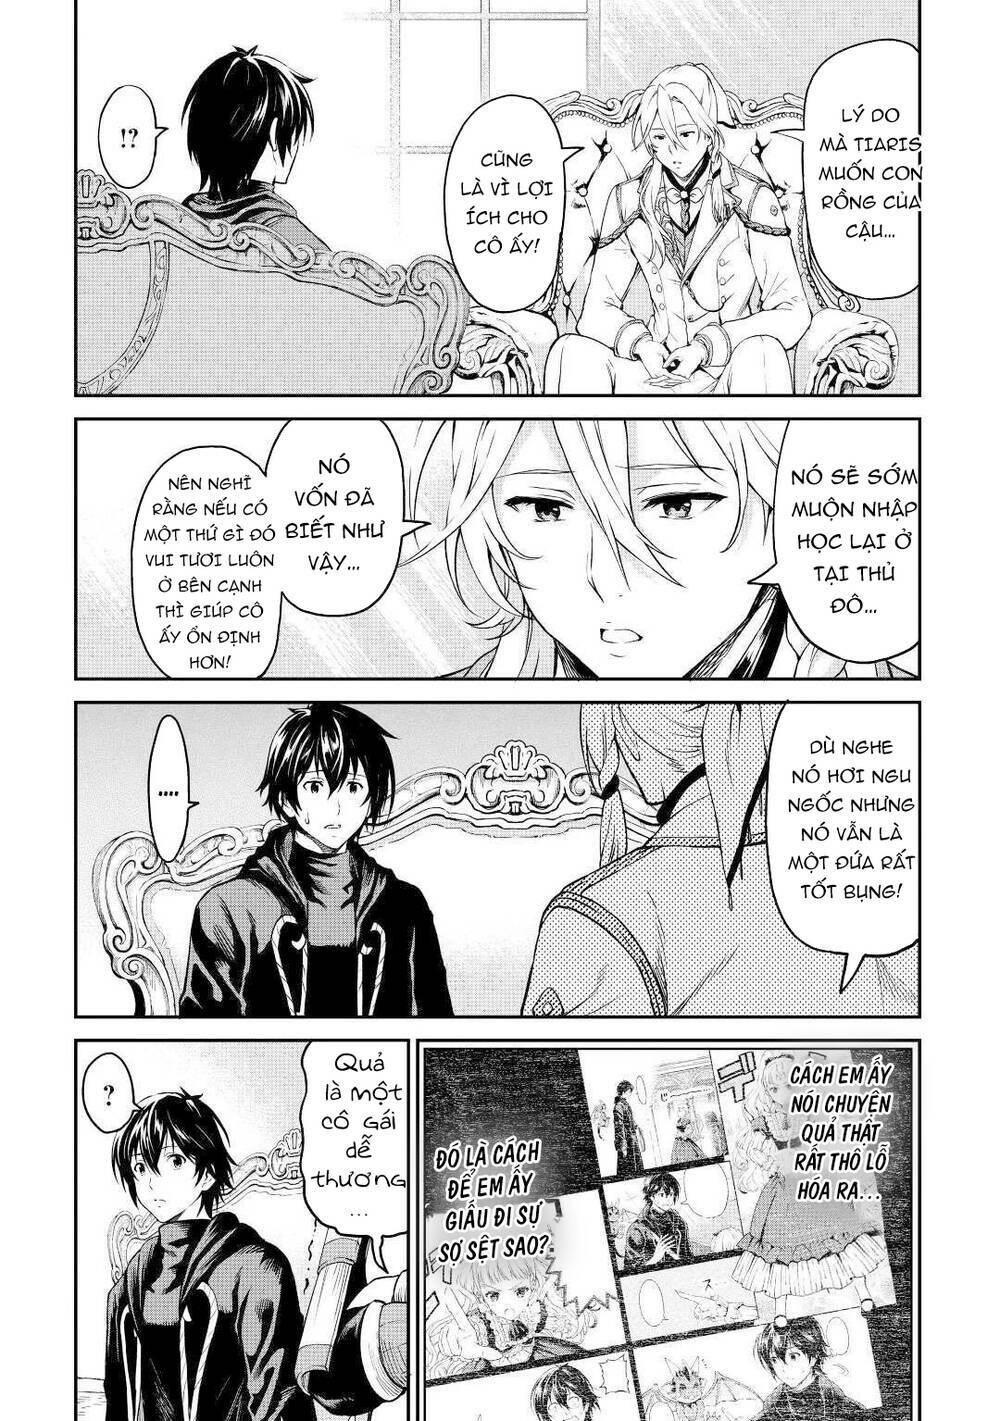 LÝ DO
MÀ TIARIS
MUỐN CON
RỒNG CỦA
CẬU...
CŨNG
LÀ VÌ LỢI
ÍCH CHO
CÔ ẤY!
!?
NÓ SẼ SỚM
MUỘN NHẬP
HỌC LẠI Ở
TẠI THỦ
ĐÔ...
NÓ
VỐN ĐÃ
BIẾT NHƯ
VẬY...
NÊN NGHĨ
RẰNG NẾU CÓ
MỘT THỨ GÌ ĐÓ
VUI TƯƠI LUÔN
Ở BÊN CẠNH
THÌ GIÚP CÔ
ẤY ỔN ĐỊNH
HƠN!
DÙ NGHE
NÓ HƠI NGU
NGỐC NHƯNG
NÓ VẪN LÀ
MỘT ĐỨA RẤT
TỐT BỤNG!
.....
CÁCH EM ẤY
NÓI CHUYỆN
QUẢ THẬT
RẤT THÔ LỖ
HÓA RA...
ĐÓ LÀ CÁCH
ĐỂ EM ẤY
GIẤU ĐI SỰ
SỢ SỆT SAO?
Quả
là một
cô gái
dễ
thương
...
?